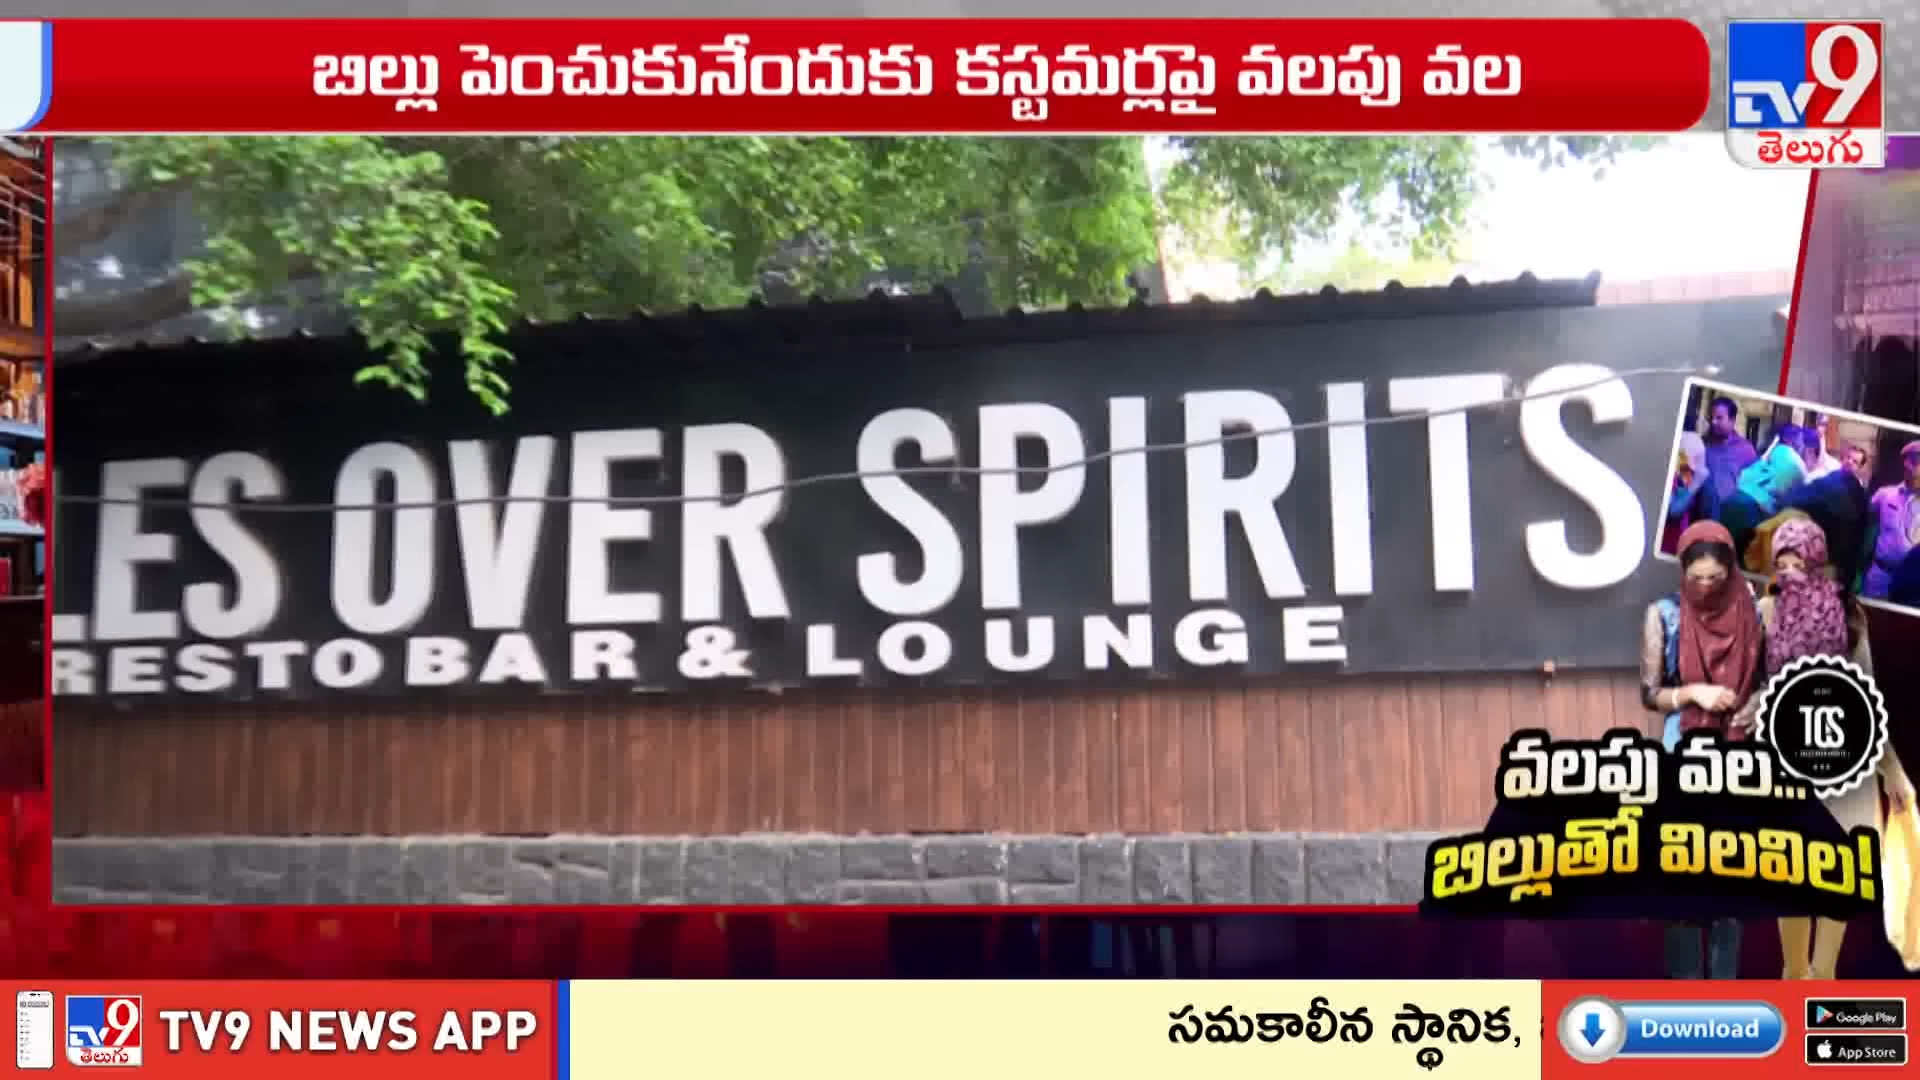 బిల్లు పెంచుకునేందుకు కస్టమర్లపై వలపు వల
TV9
తెలుగు
LES OVER SPIRITS
RESTOBAR & LOUNGE
TCS
వలపు వల...
బిల్లుతో విలవిల!
TV9
తెలుగు
TV9 NEWS APP
సమకాలీన స్థానిక,
Download
Google Play
App Store